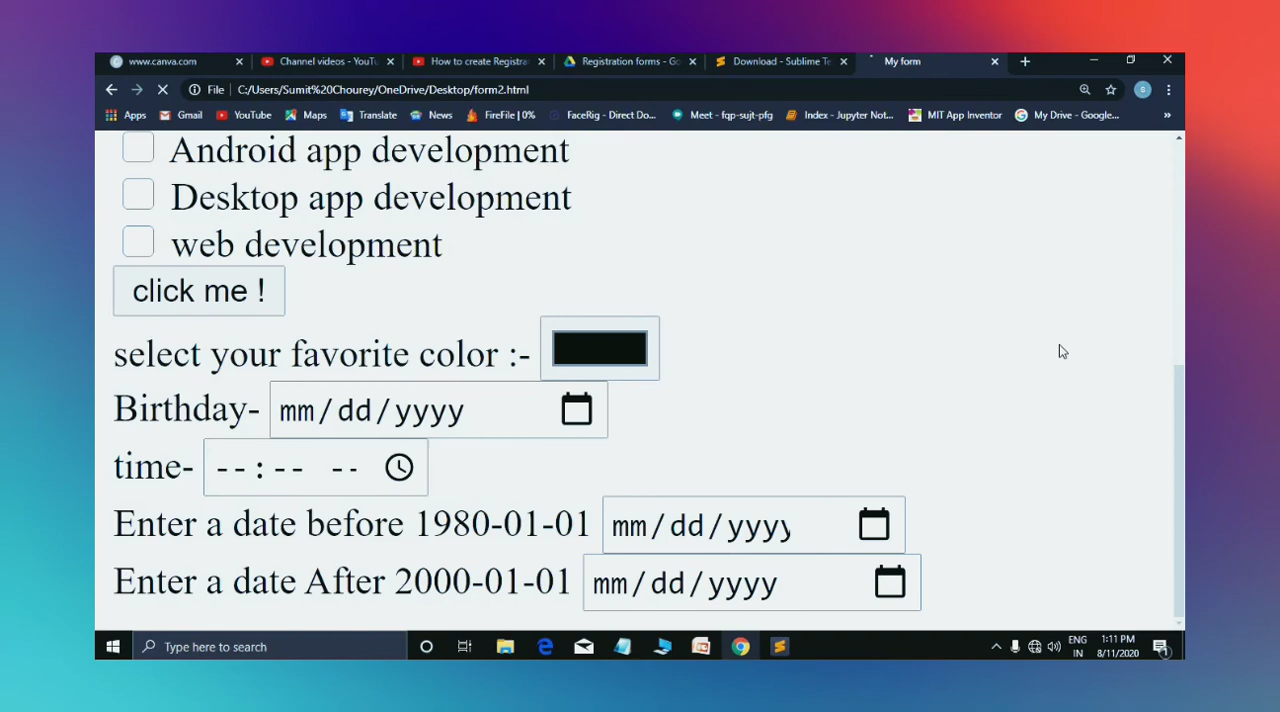 www.canva.com
Channel videos - YouTu
How to create Registra
Registration forms - Go
Download - Sublime Te
My form
File C:/Users/Sumit%20Chourey/OneDrive/Desktop/form2.html
S
Apps
Gmail
YouTube
Maps
Translate
News
FireFile | 0%
FaceRig - Direct Do...
Meet - fqp-sujt-pfg
Index - Jupyter Not...
MIT App Inventor
My Drive - Google...
»
Android app development
Desktop app development
web development
click me !
select your favorite color :-
Birthday- mm/dd/yyyy
time- --:-- --
Enter a date before 1980-01-01 mm/dd/yyyy
Enter a date After 2000-01-01 mm/dd/yyyy
Type here to search
ENG
IN
1:11 PM
8/11/2020
1